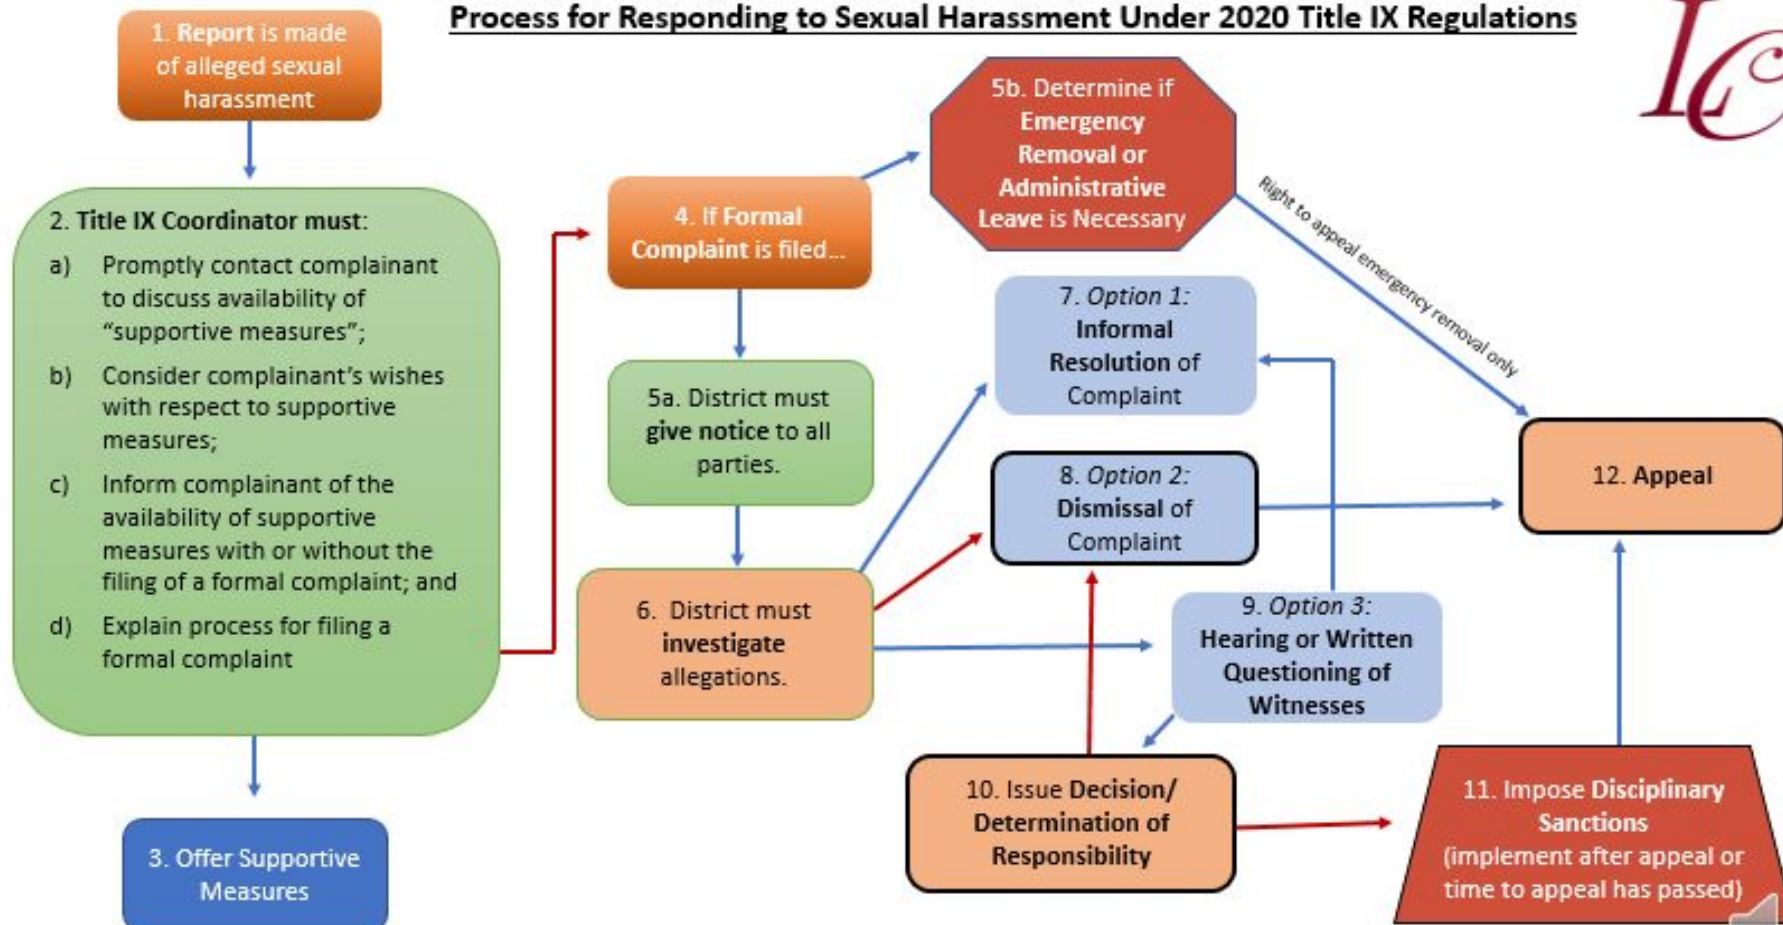 Process for Responding to Sexual Harassment Under 2020 Title IX Regulations
LCC
1. Report is made
of alleged sexual
harassment
2. Title IX Coordinator must:
a) Promptly contact complainant
to discuss availability of
“supportive measures”;
b) Consider complainant’s wishes
with respect to supportive
measures;
c) Inform complainant of the
availability of supportive
measures with or without the
filing of a formal complaint; and
d) Explain process for filing a
formal complaint
3. Offer Supportive
Measures
4. If Formal
Complaint is filed...
5a. District must
give notice to all
parties.
5b. Determine if
Emergency
Removal or
Administrative
Leave is Necessary
Right to appeal emergency removal only
6. District must
investigate
allegations.
7. Option 1:
Informal
Resolution of
Complaint
8. Option 2:
Dismissal of
Complaint
9. Option 3:
Hearing or Written
Questioning of
Witnesses
10. Issue Decision/
Determination of
Responsibility
11. Impose Disciplinary
Sanctions
(implement after appeal or
time to appeal has passed)
12. Appeal